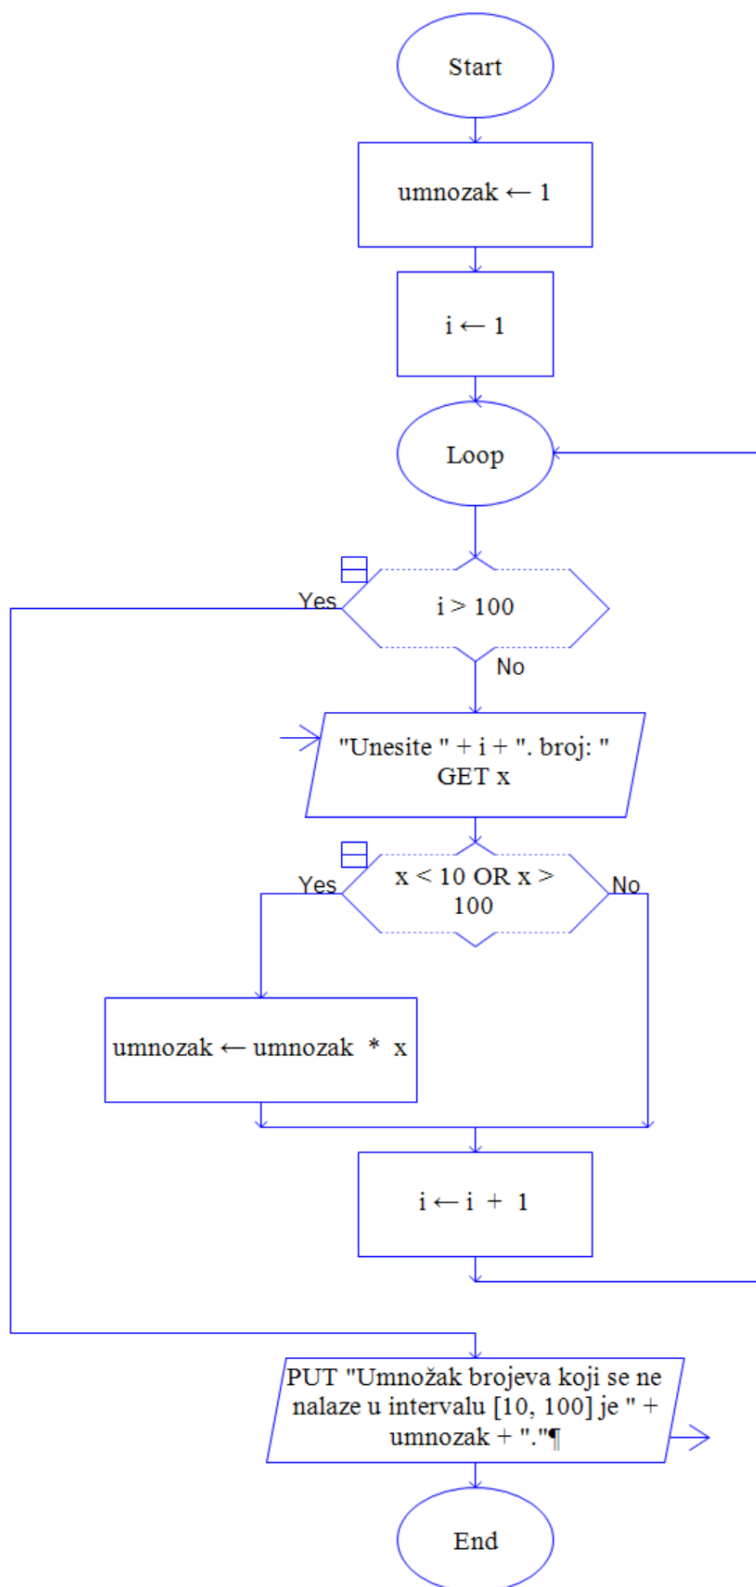 Start
umnozak ← 1
i ← 1
Loop
Yes
i > 100
No
"Unesite " + i + ". broj: "
GET x
Yes
x < 10 OR x >
100
No
umnozak ← umnozak * x
i ← i + 1
PUT "Umnožak brojeva koji se ne
nalaze u intervalu [10, 100] je " +
umnozak + "."¶
End